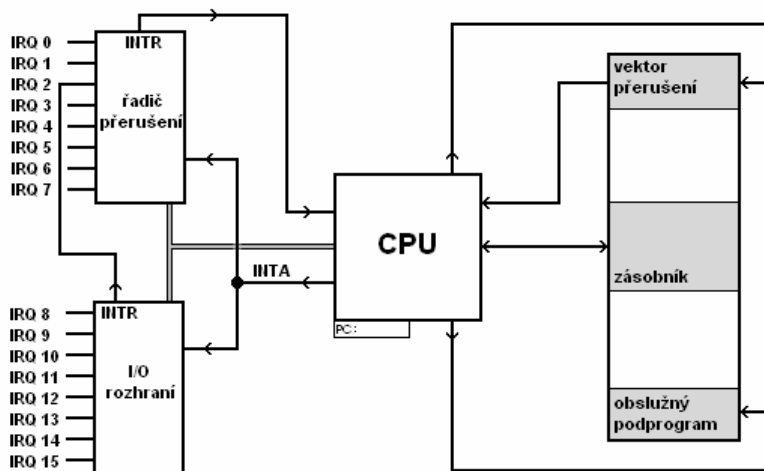 IRQ 0
IRQ 1
IRQ 2
IRQ 3
IRQ 4
IRQ 5
IRQ 6
IRQ 7
INTR
řadič
přerušení
IRQ 8
IRQ 9
IRQ 10
IRQ 11
IRQ 12
IRQ 13
IRQ 14
IRQ 15
INTR
I/O
rozhraní
INTA
CPU
PC:
vektor
přerušení
zásobník
obslužný
podprogram